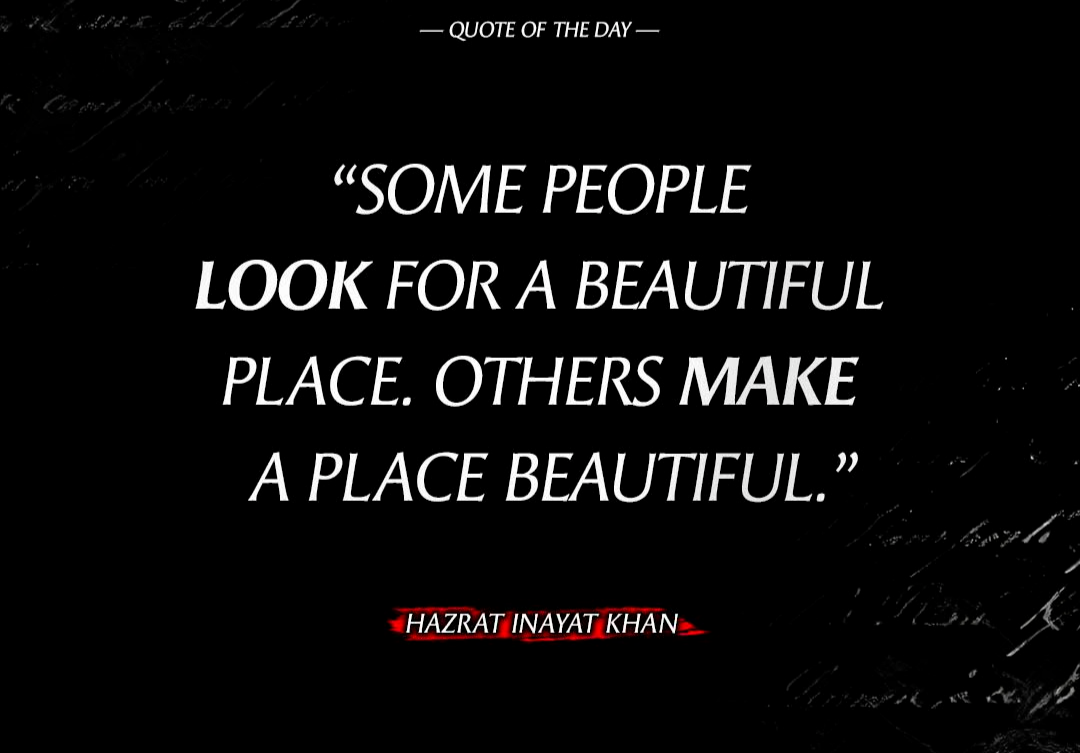 — QUOTE OF THE DAY —
“SOME PEOPLE
LOOK FOR A BEAUTIFUL
PLACE. OTHERS MAKE
A PLACE BEAUTIFUL.”
HAZRAT INAYAT KHAN